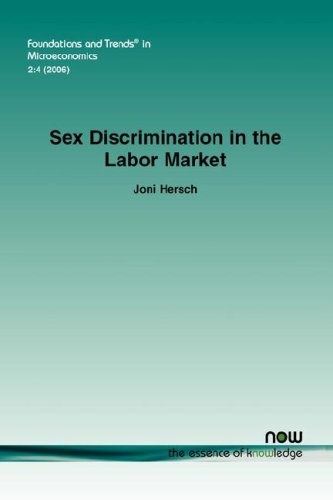 Foundations and Trends® in
Microeconomics
2:4 (2006)
Sex Discrimination in the
Labor Market
Joni Hersch
now
the essence of knowledge